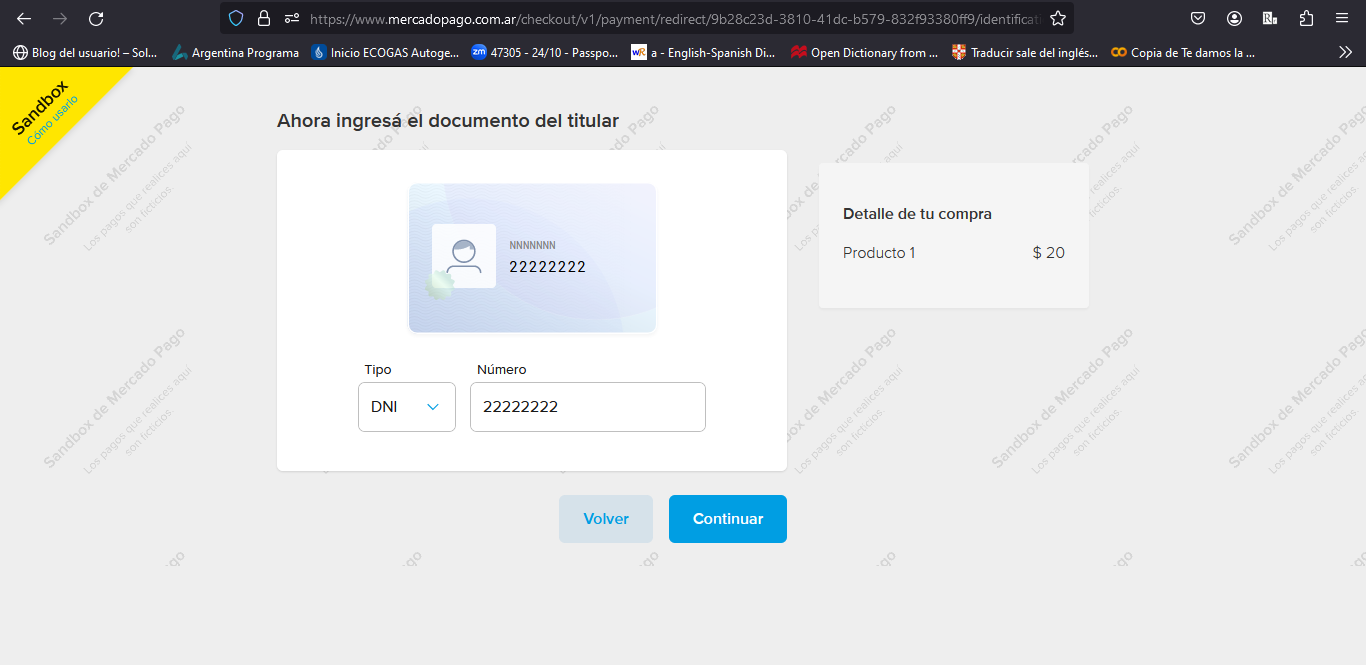 https://www.mercadopago.com.ar/checkout/v1/payment/redirect/9b28c23d-3810-41dc-b579-832f93380ff9/identificati
Blog del usuario! – Sol...
Argentina Programa
Inicio ECOGAS Autoge...
zm
47305 - 24/10 - Passpo...
a - English-Spanish Di...
Open Dictionary from ...
Traducir sale del inglés...
Copia de Te damos la ...
Sandbox
Cómo usarlo
Ahora ingresá el documento del titular
NNNNNNN
22222222
Tipo
Número
DNI
22222222
Volver
Continuar
Detalle de tu compra
Producto 1
$ 20
Sandbox de Mercado Pago
Los pagos que realices aquí
son ficticios.